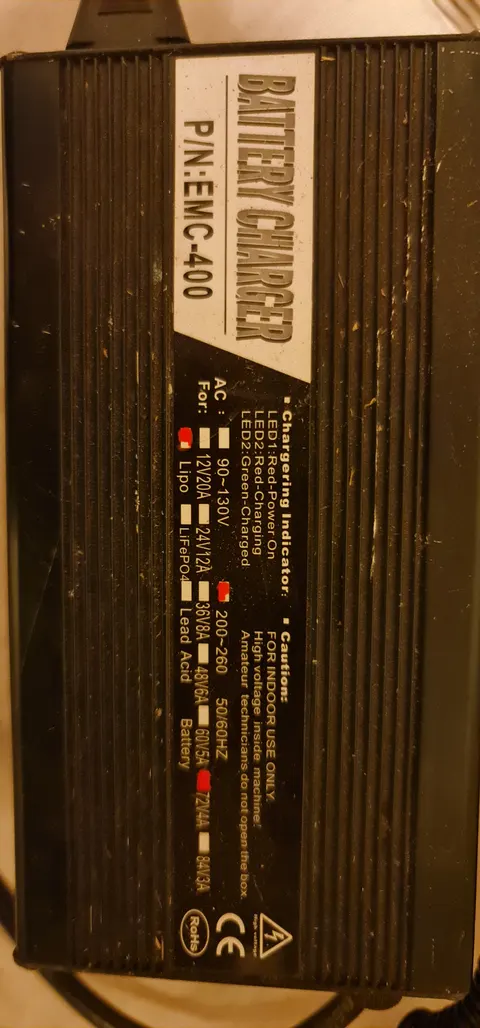 BATTERY CHARGER
P/N:EMC-400
▪ Chargering Indicator:
LED1:Red-Power On
LED2:Red-Charging
LED2:Green-Charged
▪ Caution:
FOR INDOOR USE ONLY.
High voltage inside machine!
Amateur technicians do not open the box.
AC : 90~130V 200~260 50/60HZ
For: 12V20A 24V12A 36V8A 48V6A 60V5A 72V4A 84V3A
Lipo LiFePO4 Lead Acid Battery
High voltage
CE
RoHS